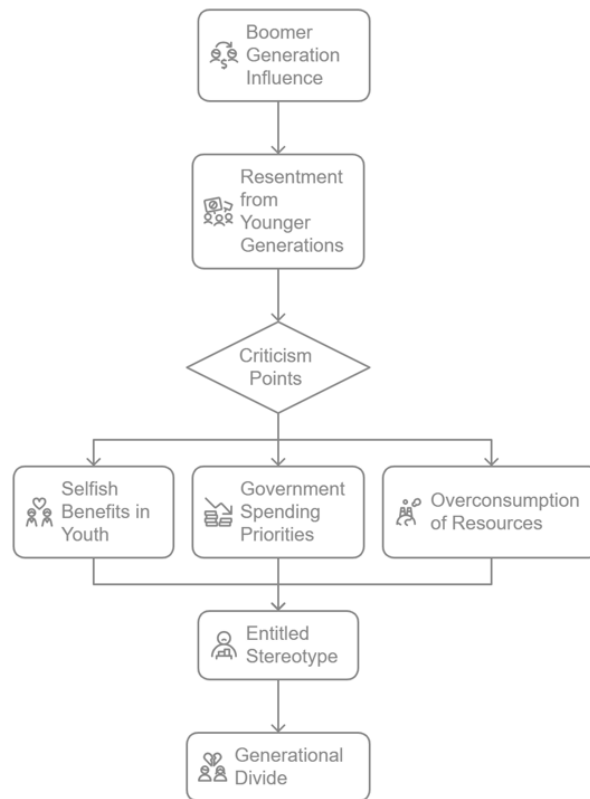 Boomer
Generation
Influence
Resentment
from
Younger
Generations
Criticism
Points
Selfish
Benefits in
Youth
Government
Spending
Priorities
Overconsumption
of Resources
Entitled
Stereotype
Generational
Divide